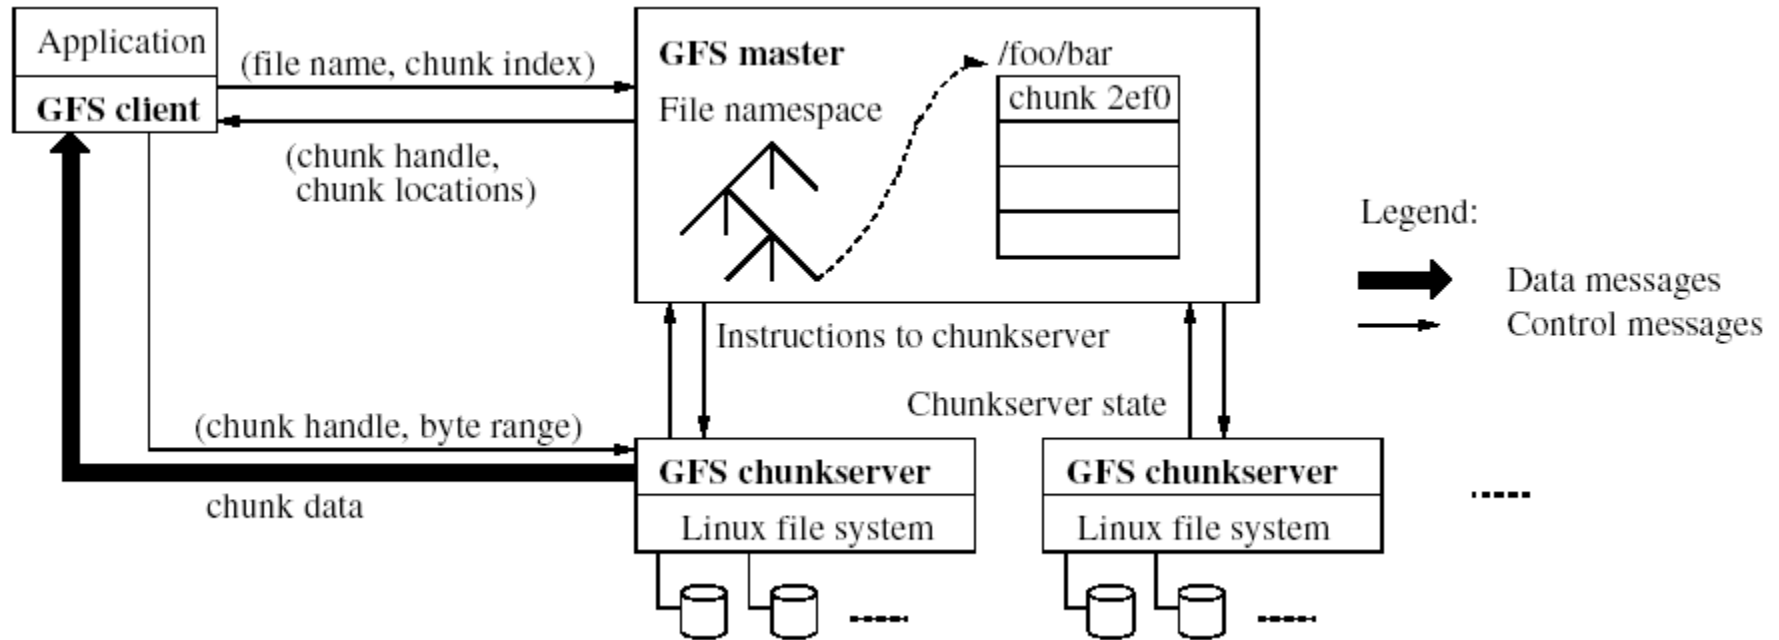 Application
GFS client
(file name, chunk index)
(chunk handle,
chunk locations)
GFS master
File namespace
/foo/bar
chunk 2ef0
Legend:
Data messages
Control messages
Instructions to chunkserver
Chunkserver state
(chunk handle, byte range)
chunk data
GFS chunkserver
Linux file system
GFS chunkserver
Linux file system